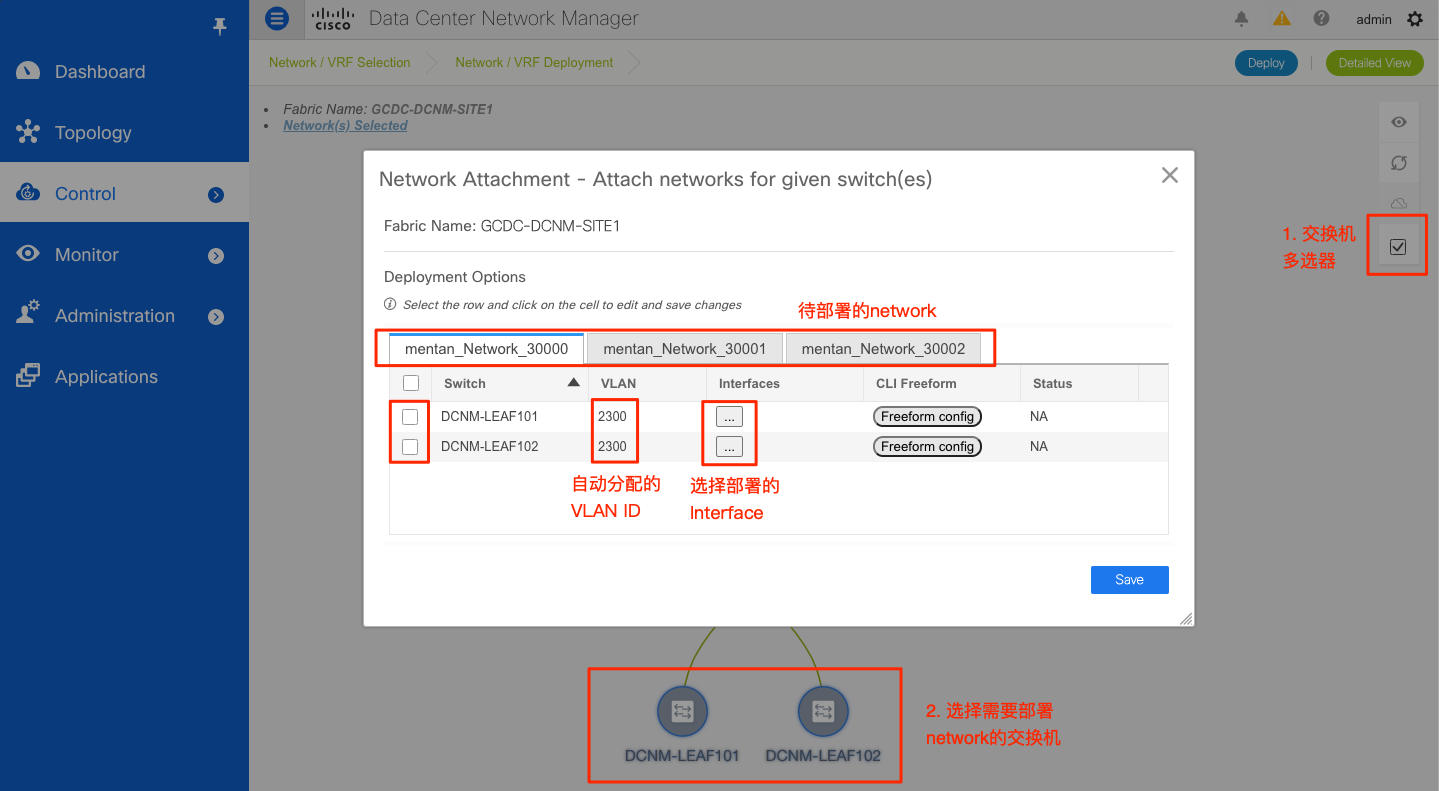 CISCO
Data Center Network Manager
admin
Dashboard
Topology
Control
Monitor
Administration
Applications
Network / VRF Selection
Network / VRF Deployment
Deploy
Detailed View
Fabric Name: GCDC-DCNM-SITE1
Network(s) Selected
Network Attachment - Attach networks for given switch(es)
Fabric Name: GCDC-DCNM-SITE1
1. 交换机
多选器
Deployment Options
Select the row and click on the cell to edit and save changes
待部署的network
mentan_Network_30000
mentan_Network_30001
mentan_Network_30002
Switch VLAN Interfaces CLI Freeform Status
DCNM-LEAF101 2300 ... Freeform config NA
DCNM-LEAF102 2300 ... Freeform config NA
自动分配的
VLAN ID
选择部署的
Interface
Save
DCNM-LEAF101
DCNM-LEAF102
2. 选择需要部署
network的交换机